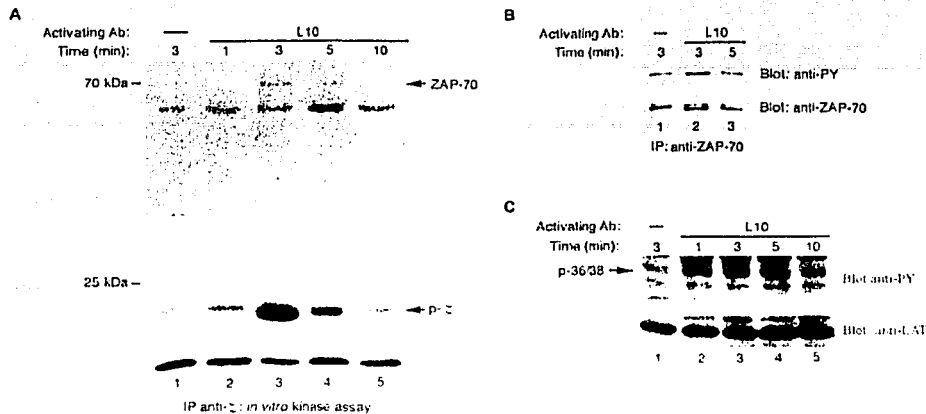 A
Activating Ab: — L10
Time (min): 3 1 3 5 10
70 kDa –
ZAP-70
25 kDa –
p-ζ
1 2 3 4 5
IP anti-ζ: in vitro kinase assay
B
Activating Ab: — L10
Time (min): 3 3 5
Blot: anti-PY
Blot: anti-ZAP-70
1 2 3
IP: anti-ZAP-70
C
Activating Ab: — L10
Time (min): 3 1 3 5 10
p-36/38
Blot anti-PY
Blot anti-LAT
1 2 3 4 5